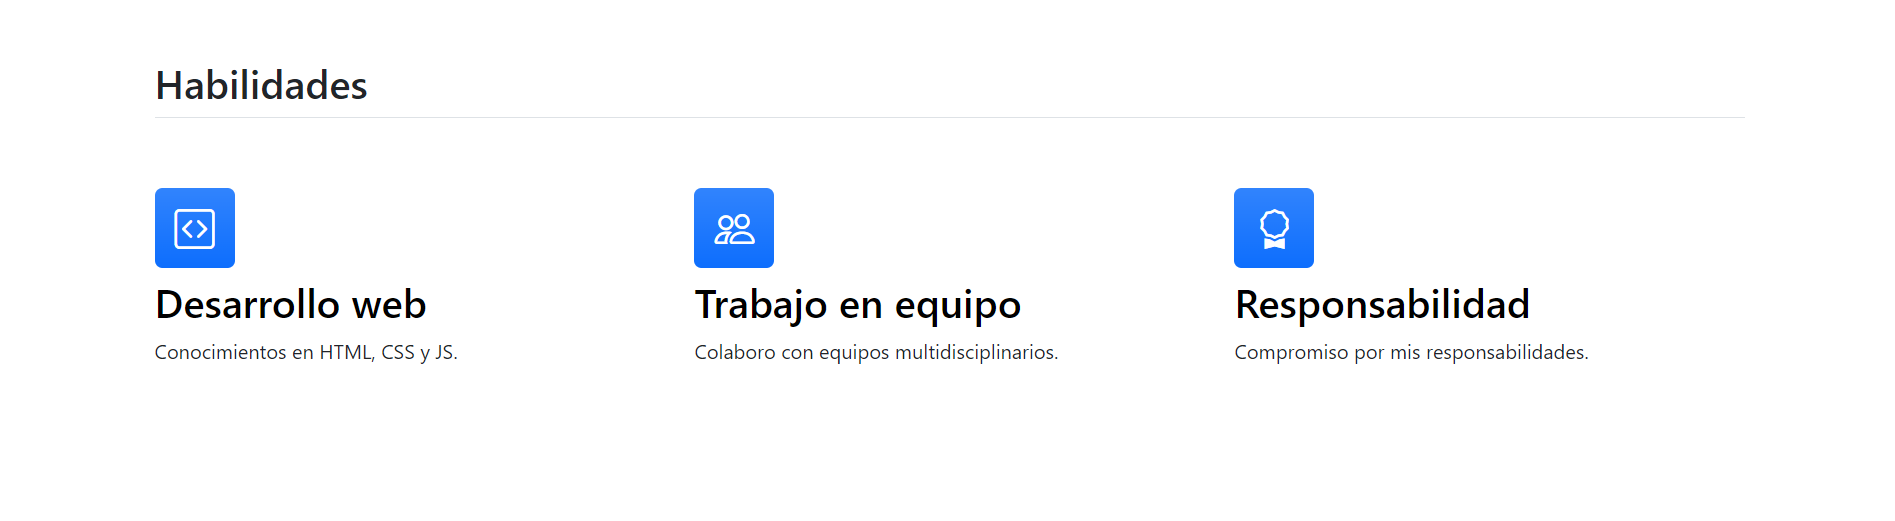 Habilidades
Desarrollo web
Conocimientos en HTML, CSS y JS.
Trabajo en equipo
Colaboro con equipos multidisciplinarios.
Responsabilidad
Compromiso por mis responsabilidades.